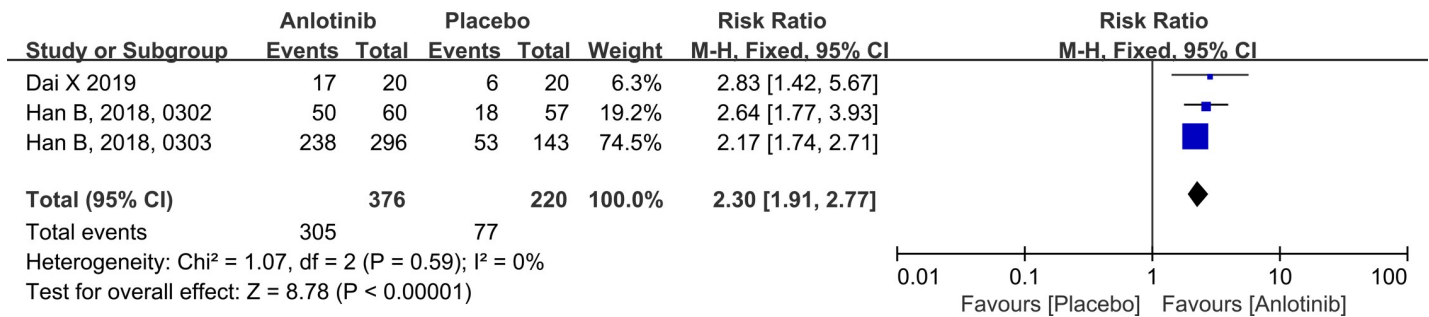 Anlotinib Placebo Risk Ratio Risk Ratio
Study or Subgroup Events Total Events Total Weight M-H, Fixed, 95% CI M-H, Fixed, 95% CI
Dai X 2019 17 20 6 20 6.3% 2.83 [1.42, 5.67]
Han B, 2018, 0302 50 60 18 57 19.2% 2.64 [1.77, 3.93]
Han B, 2018, 0303 238 296 53 143 74.5% 2.17 [1.74, 2.71]
Total (95% CI) 376 220 100.0% 2.30 [1.91, 2.77]
Total events 305 77
Heterogeneity: Chi² = 1.07, df = 2 (P = 0.59); I² = 0%
Test for overall effect: Z = 8.78 (P < 0.00001)
0.01 0.1 1 10 100
Favours [Placebo] Favours [Anlotinib]